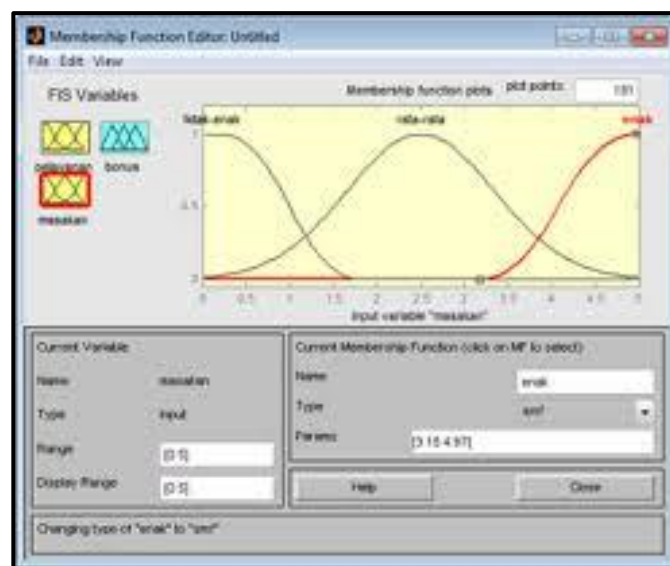 Membership Function Editor: Untitled
File Edit View
FIS Variables
Membership function plots plot points: 181
tidak-enak rata-rata enak
pelayanan bonus
masakan
1
0.5
0
0 0.5 1 1.5 2 2.5 3 3.5 4 4.5 5
input variable "masakan"
Current Variable
Name masakan
Type input
Range [0 5]
Display Range [0 5]
Current Membership Function (click on MF to select)
Name enak
Type smf
Params [3.18 4.97]
Help Close
Changing type of "enak" to "smf"